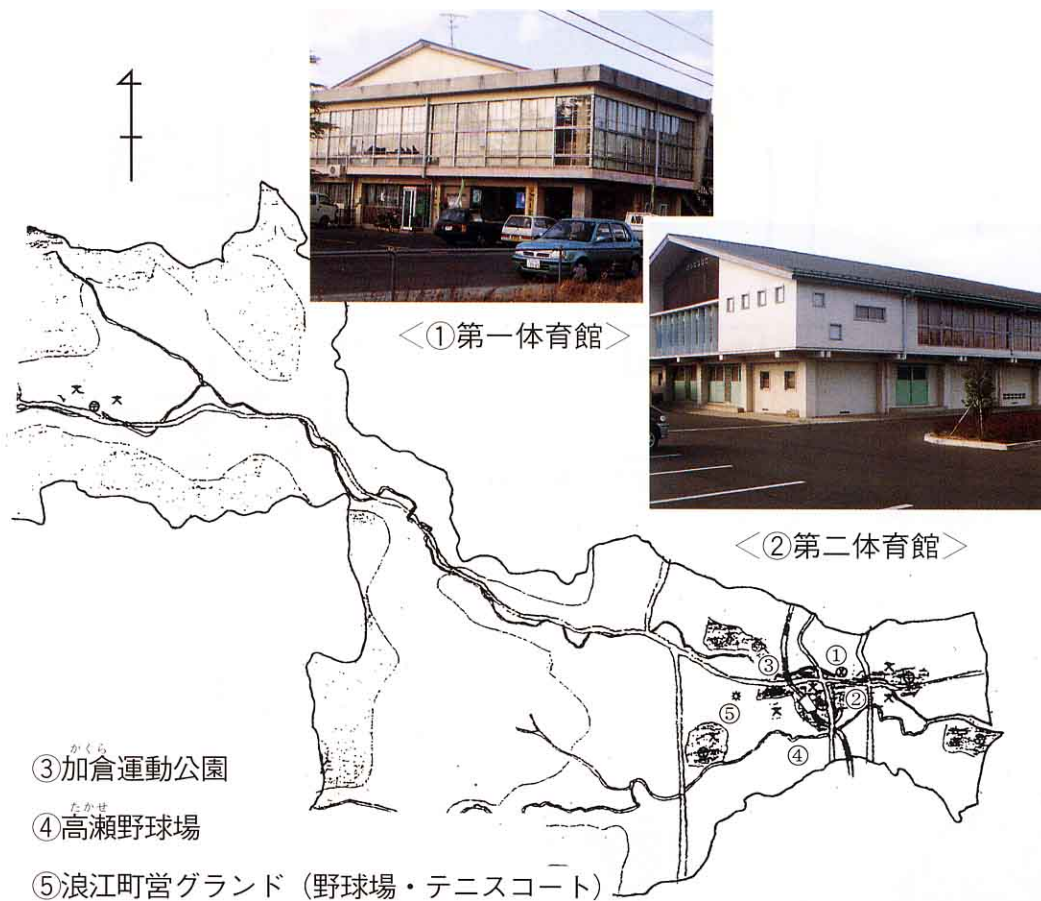 ＜①第一体育館＞
＜②第二体育館＞
①
③
②
⑤
④
かくら
③加倉運動公園
たかせ
④高瀬野球場
⑤浪江町営グランド（野球場・テニスコート）